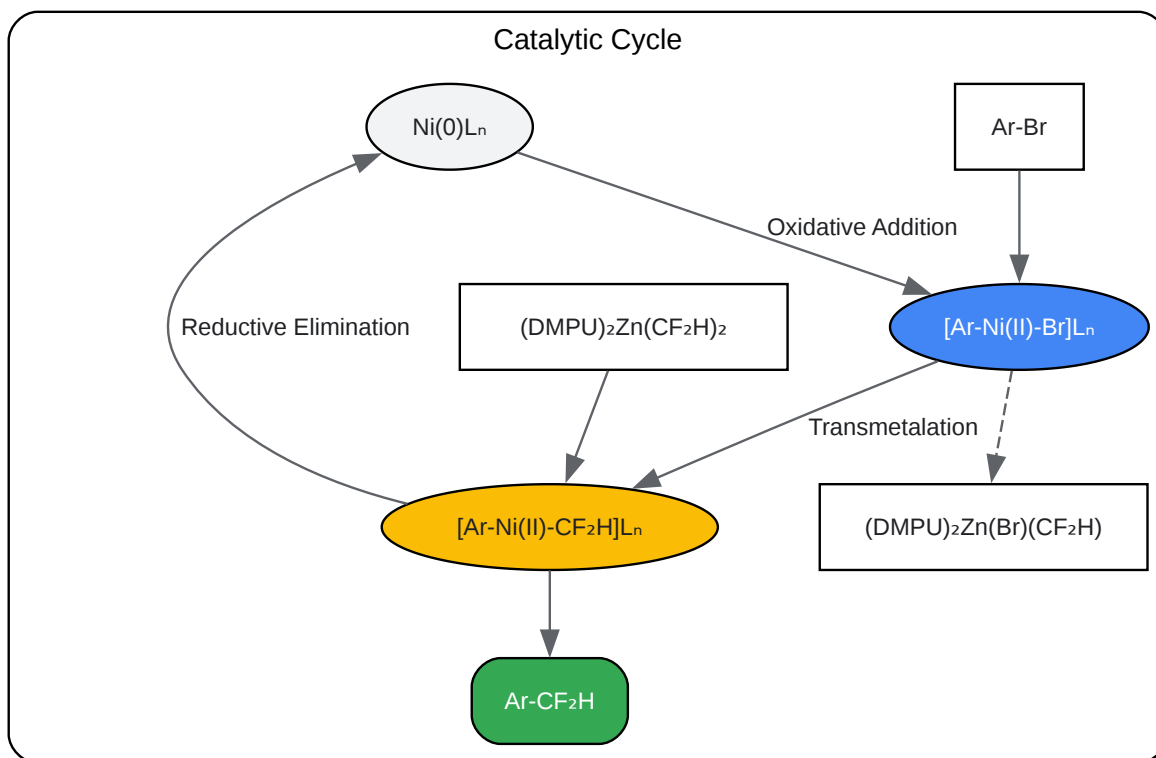 Catalytic Cycle
Ni(0)Lₙ
Ar-Br
Oxidative Addition
(DMPU)₂Zn(CF₂H)₂
[Ar-Ni(II)-Br]Lₙ
Reductive Elimination
Transmetalation
[Ar-Ni(II)-CF₂H]Lₙ
(DMPU)₂Zn(Br)(CF₂H)
Ar-CF₂H